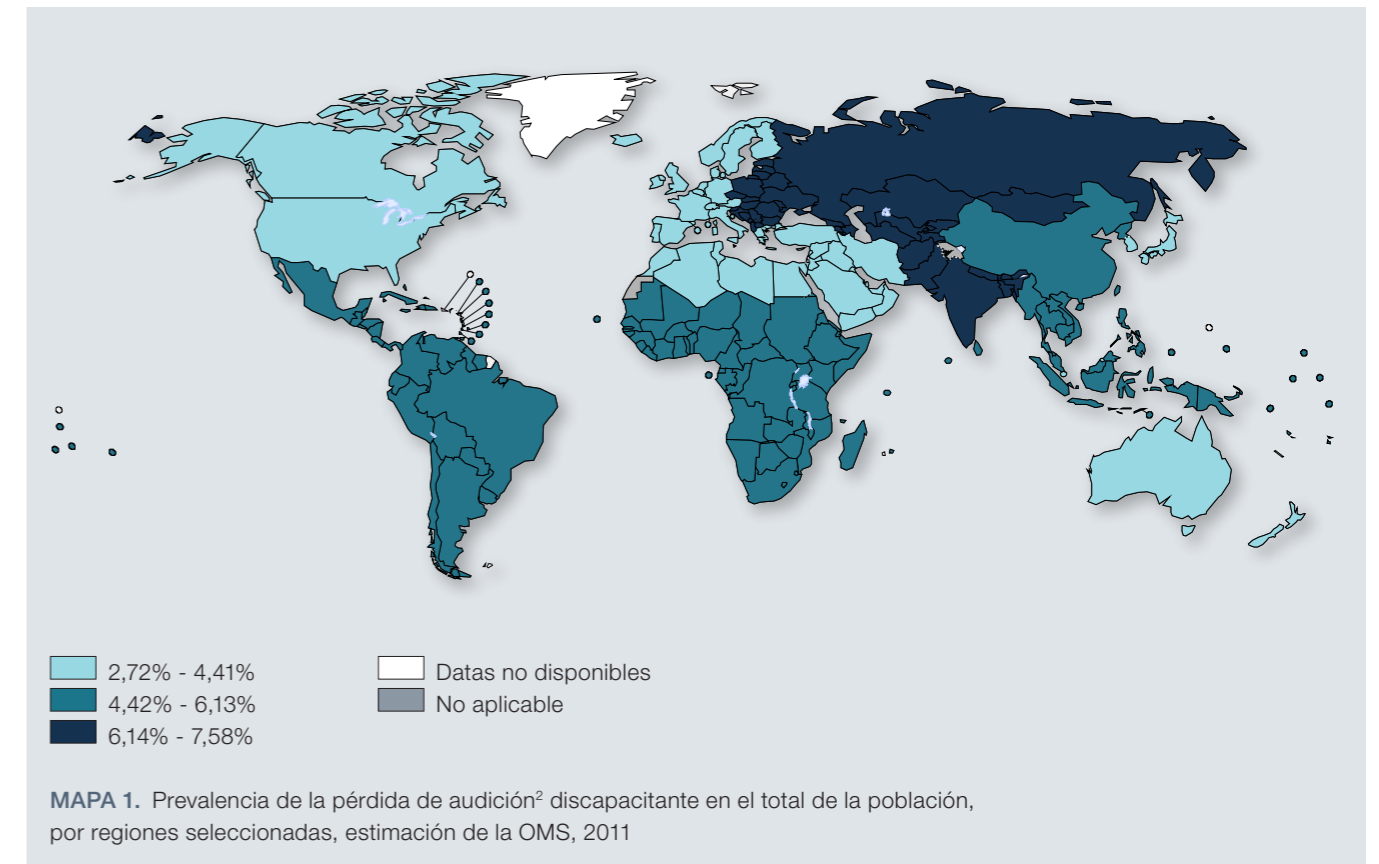 2,72% - 4,41%
4,42% - 6,13%
6,14% - 7,58%
Datas no disponibles
No aplicable
MAPA 1. Prevalencia de la pérdida de audición² discapacitante en el total de la población,
por regiones seleccionadas, estimación de la OMS, 2011